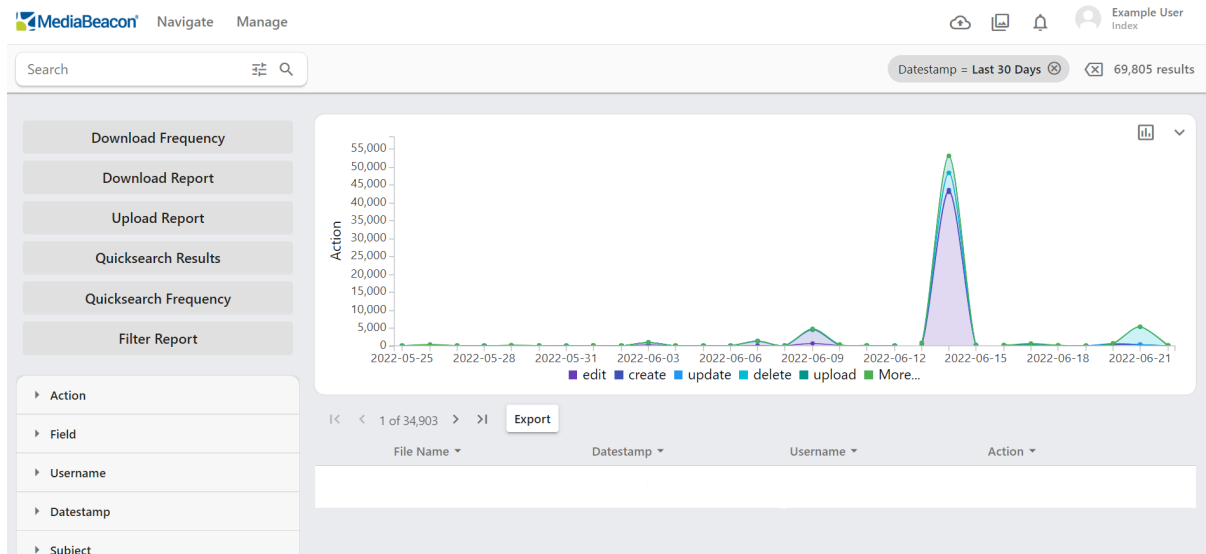 MediaBeacon® Navigate Manage
Example User
Index
Search
Datestamp = Last 30 Days
69,805 results
Download Frequency
Download Report
Upload Report
Quicksearch Results
Quicksearch Frequency
Filter Report
Action
Field
Username
Datestamp
Subject
Action
55,000
50,000
45,000
40,000
35,000
30,000
25,000
20,000
15,000
10,000
5,000
0
2022-05-25 2022-05-28 2022-05-31 2022-06-03 2022-06-06 2022-06-09 2022-06-12 2022-06-15 2022-06-18 2022-06-21
edit create update delete upload More...
1 of 34,903 Export
File Name Datestamp Username Action